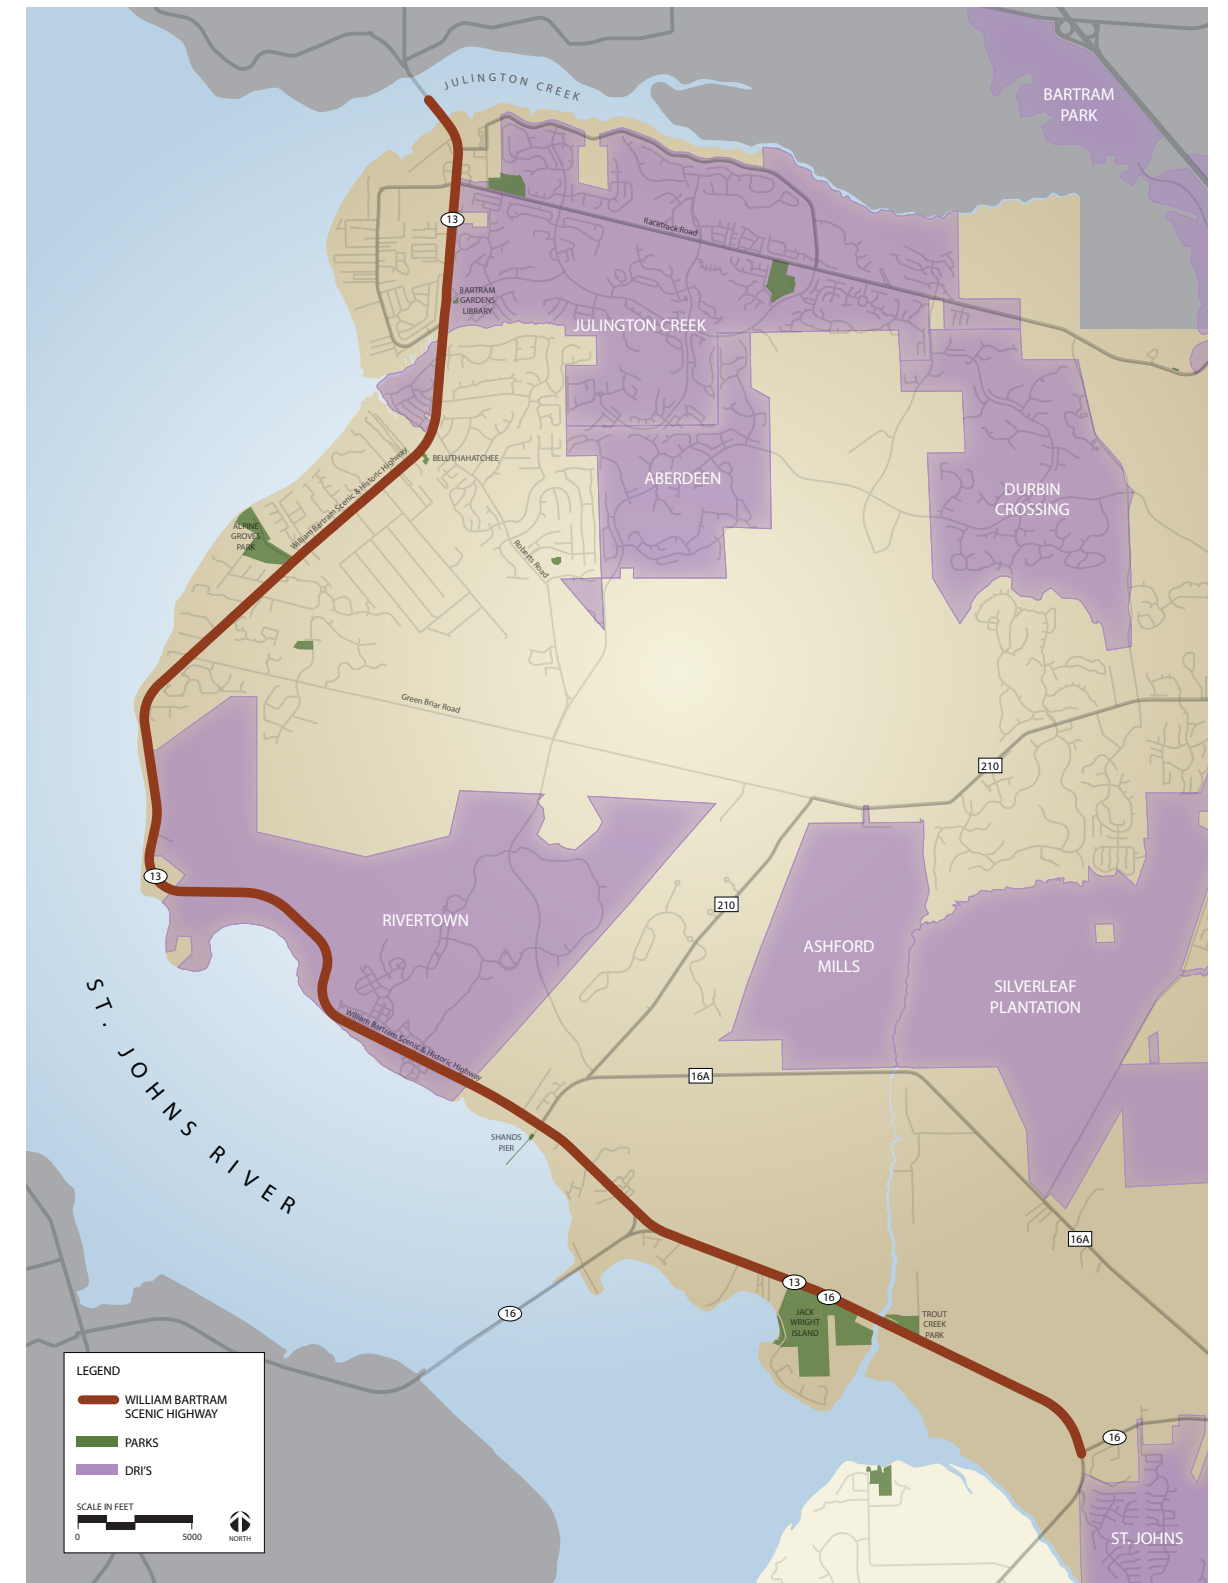 JULINGTON CREEK
BARTRAM
PARK
13
Racetrack Road
BARTRAM
GARDENS
LIBRARY
JULINGTON CREEK
William Bartram Scenic & Historic Highway
BELUTHAHATCHEE
ABERDEEN
DURBIN
CROSSING
ALPINE
GROVES
PARK
Roberts Road
Green Briar Road
210
13
210
RIVERTOWN
ASHFORD
MILLS
SILVERLEAF
PLANTATION
ST. JOHNS RIVER
William Bartram Scenic & Historic Highway
16A
SHANDS
PIER
16A
13
16
16
JACK
WRIGHT
ISLAND
TROUT
CREEK
PARK
16
ST. JOHNS
LEGEND
WILLIAM BARTRAM
SCENIC HIGHWAY
PARKS
DRI'S
SCALE IN FEET
0 5000
NORTH